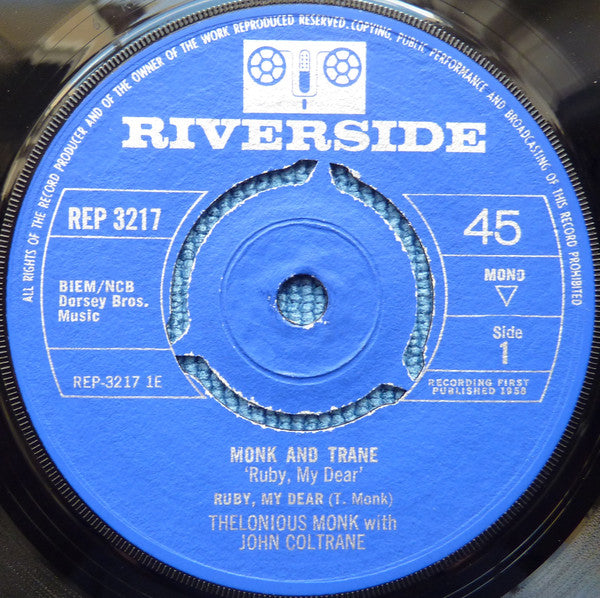 ALL RIGHTS OF THE RECORD PRODUCER AND OF THE OWNER OF THE WORK REPRODUCED RESERVED. COPYING, PUBLIC PERFORMANCE AND BROADCASTING OF THIS RECORD PROHIBITED
RIVERSIDE
REP 3217
BIEM/NCB
Dorsey Bros.
Music
REP-3217 1E
45
MONO
Side
1
RECORDING FIRST
PUBLISHED 1958
MONK AND TRANE
'Ruby, My Dear'
RUBY, MY DEAR (T. Monk)
THELONIOUS MONK with
JOHN COLTRANE